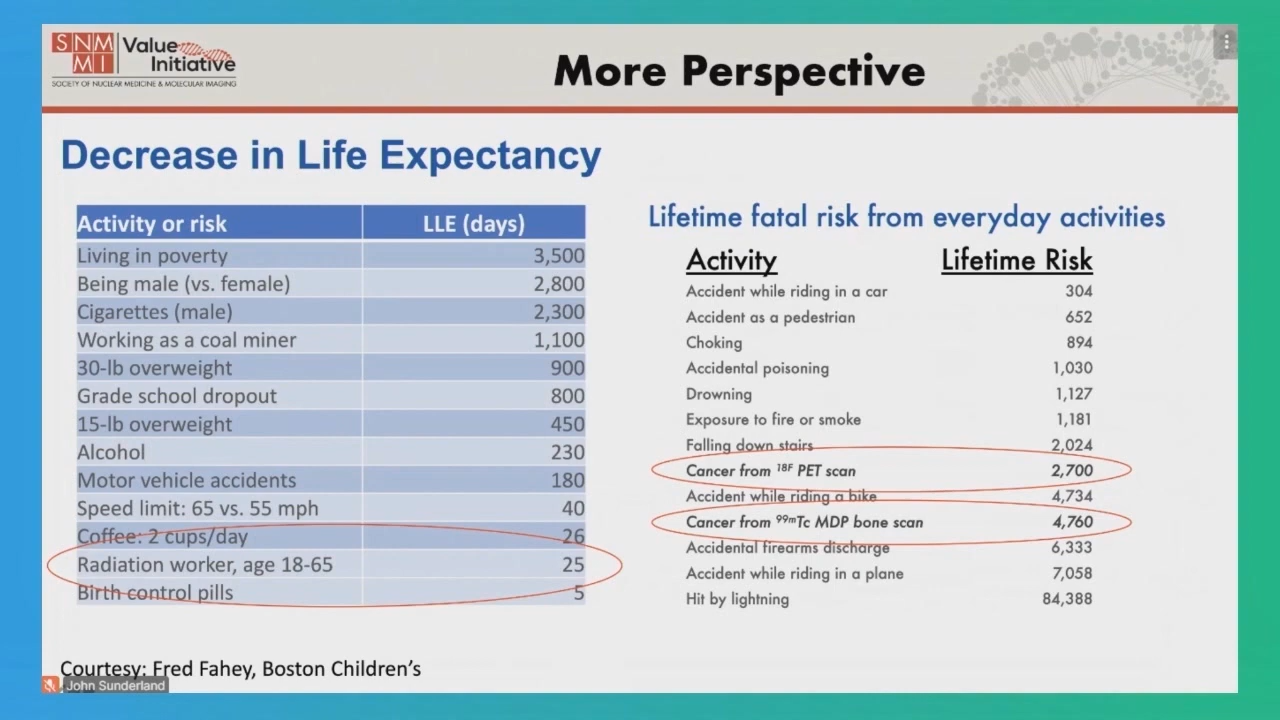 SNM MI Value Initiative
SOCIETY OF NUCLEAR MEDICINE & MOLECULAR IMAGING
More Perspective
Decrease in Life Expectancy
Activity or risk LLE (days)
Living in poverty 3,500
Being male (vs. female) 2,800
Cigarettes (male) 2,300
Working as a coal miner 1,100
30-lb overweight 900
Grade school dropout 800
15-lb overweight 450
Alcohol 230
Motor vehicle accidents 180
Speed limit: 65 vs. 55 mph 40
Coffee: 2 cups/day 26
Radiation worker, age 18-65 25
Birth control pills 5
Lifetime fatal risk from everyday activities
Activity Lifetime Risk
Accident while riding in a car 304
Accident as a pedestrian 652
Choking 894
Accidental poisoning 1,030
Drowning 1,127
Exposure to fire or smoke 1,181
Falling down stairs 2,024
Cancer from 18F PET scan 2,700
Accident while riding a bike 4,734
Cancer from 99mTc MDP bone scan 4,760
Accidental firearms discharge 6,333
Accident while riding in a plane 7,058
Hit by lightning 84,388
Courtesy: Fred Fahey, Boston Children's
John Sunderland